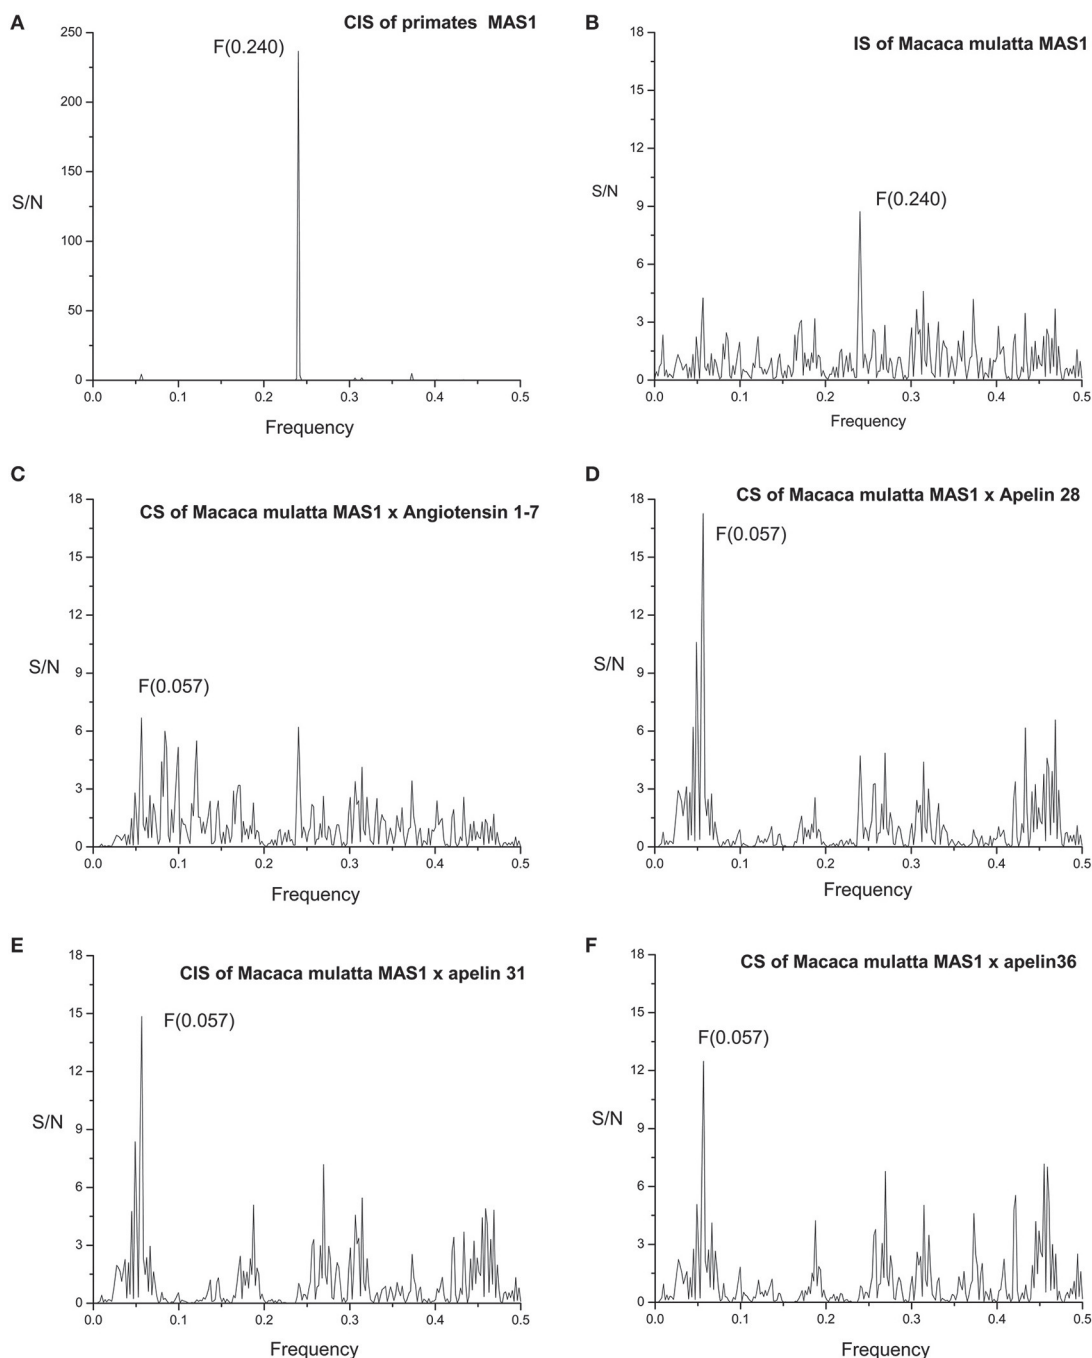 A
CIS of primates MAS1
F(0.240)
250
200
150
100
50
0
S/N
0.0 0.1 0.2 0.3 0.4 0.5
Frequency
B
IS of Macaca mulatta MAS1
F(0.240)
18
15
12
9
6
3
0
S/N
0.0 0.1 0.2 0.3 0.4 0.5
Frequency
C
CS of Macaca mulatta MAS1 x Angiotensin 1-7
F(0.057)
18
15
12
9
6
3
0
S/N
0.0 0.1 0.2 0.3 0.4 0.5
Frequency
D
CS of Macaca mulatta MAS1 x Apelin 28
F(0.057)
18
15
12
9
6
3
0
S/N
0.0 0.1 0.2 0.3 0.4 0.5
Frequency
E
CIS of Macaca mulatta MAS1 x apelin 31
F(0.057)
18
15
12
9
6
3
0
S/N
0.0 0.1 0.2 0.3 0.4 0.5
Frequency
F
CS of Macaca mulatta MAS1 x apelin36
F(0.057)
18
15
12
9
6
3
0
S/N
0.0 0.1 0.2 0.3 0.4 0.5
Frequency